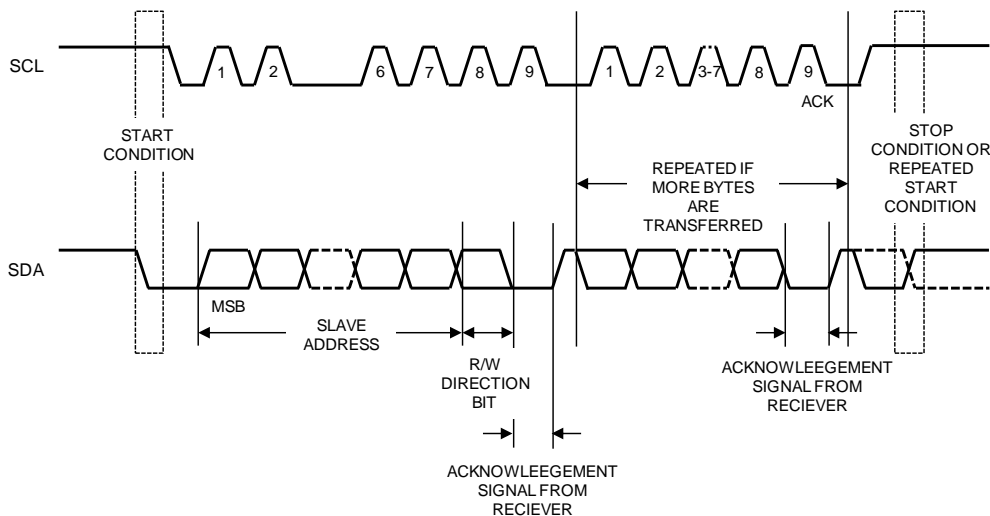 SCL
1
2
6
7
8
9
1
2
3-7
8
9
ACK
START
CONDITION
STOP
CONDITION OR
REPEATED
START
CONDITION
REPEATED IF
MORE BYTES
ARE
TRANSFERRED
SDA
MSB
SLAVE
ADDRESS
R/W
DIRECTION
BIT
ACKNOWLEEGEMENT
SIGNAL FROM
RECIEVER
ACKNOWLEEGEMENT
SIGNAL FROM
RECIEVER